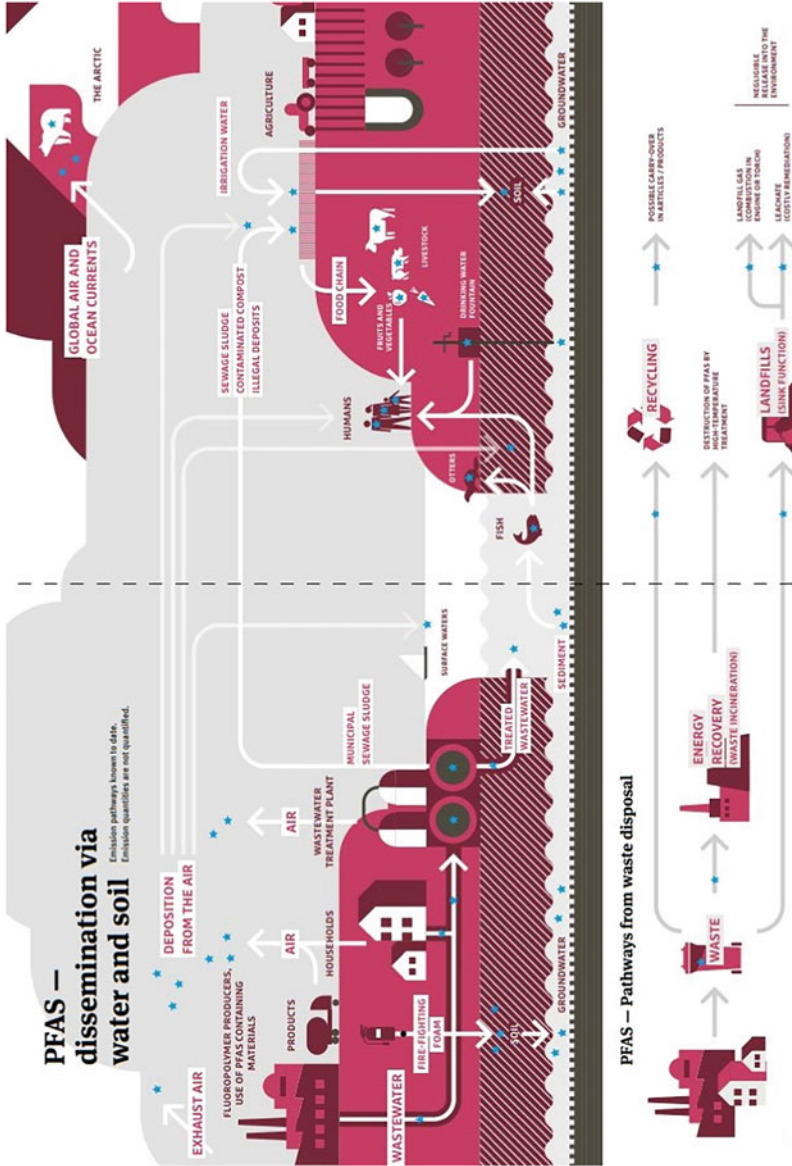 PFAS —
dissemination via
water and soil
Emission pathways known to date.
Emission quantities are not quantified.
EXHAUST AIR
DEPOSITION
FROM THE AIR
FLUOROPOLYMER PRODUCERS,
USE OF PFAS CONTAINING
MATERIALS
PRODUCTS
AIR
HOUSEHOLDS
AIR
WASTEWATER
TREATMENT PLANT
MUNICIPAL
SEWAGE SLUDGE
WASTEWATER
FIRE-FIGHTING
FOAM
SOIL
GROUNDWATER
TREATED
WASTEWATER
SURFACE WATERS
SEDIMENT
GLOBAL AIR AND
OCEAN CURRENTS
THE ARCTIC
SEWAGE SLUDGE
CONTAMINATED COMPOST
ILLEGAL DEPOSITS
IRRIGATION WATER
AGRICULTURE
HUMANS
FOOD CHAIN
FRUITS AND
VEGETABLES
LIVESTOCK
OTTERS
DRINKING WATER
FOUNTAIN
FISH
SOIL
GROUNDWATER
PFAS — Pathways from waste disposal
WASTE
ENERGY
RECOVERY
(WASTE INCINERATION)
RECYCLING
POSSIBLE CARRY-OVER
IN ARTICLES / PRODUCTS
DESTRUCTION OF PFAS BY
HIGH-TEMPERATURE
TREATMENT
LANDFILLS
(SINK FUNCTION)
LANDFILL GAS
(COMBUSTION IN
ENGINE OR TORCH)
LEACHATE
(COSTLY REMEDIATION)
NEGLIGIBLE
RELEASE INTO THE
ENVIRONMENT